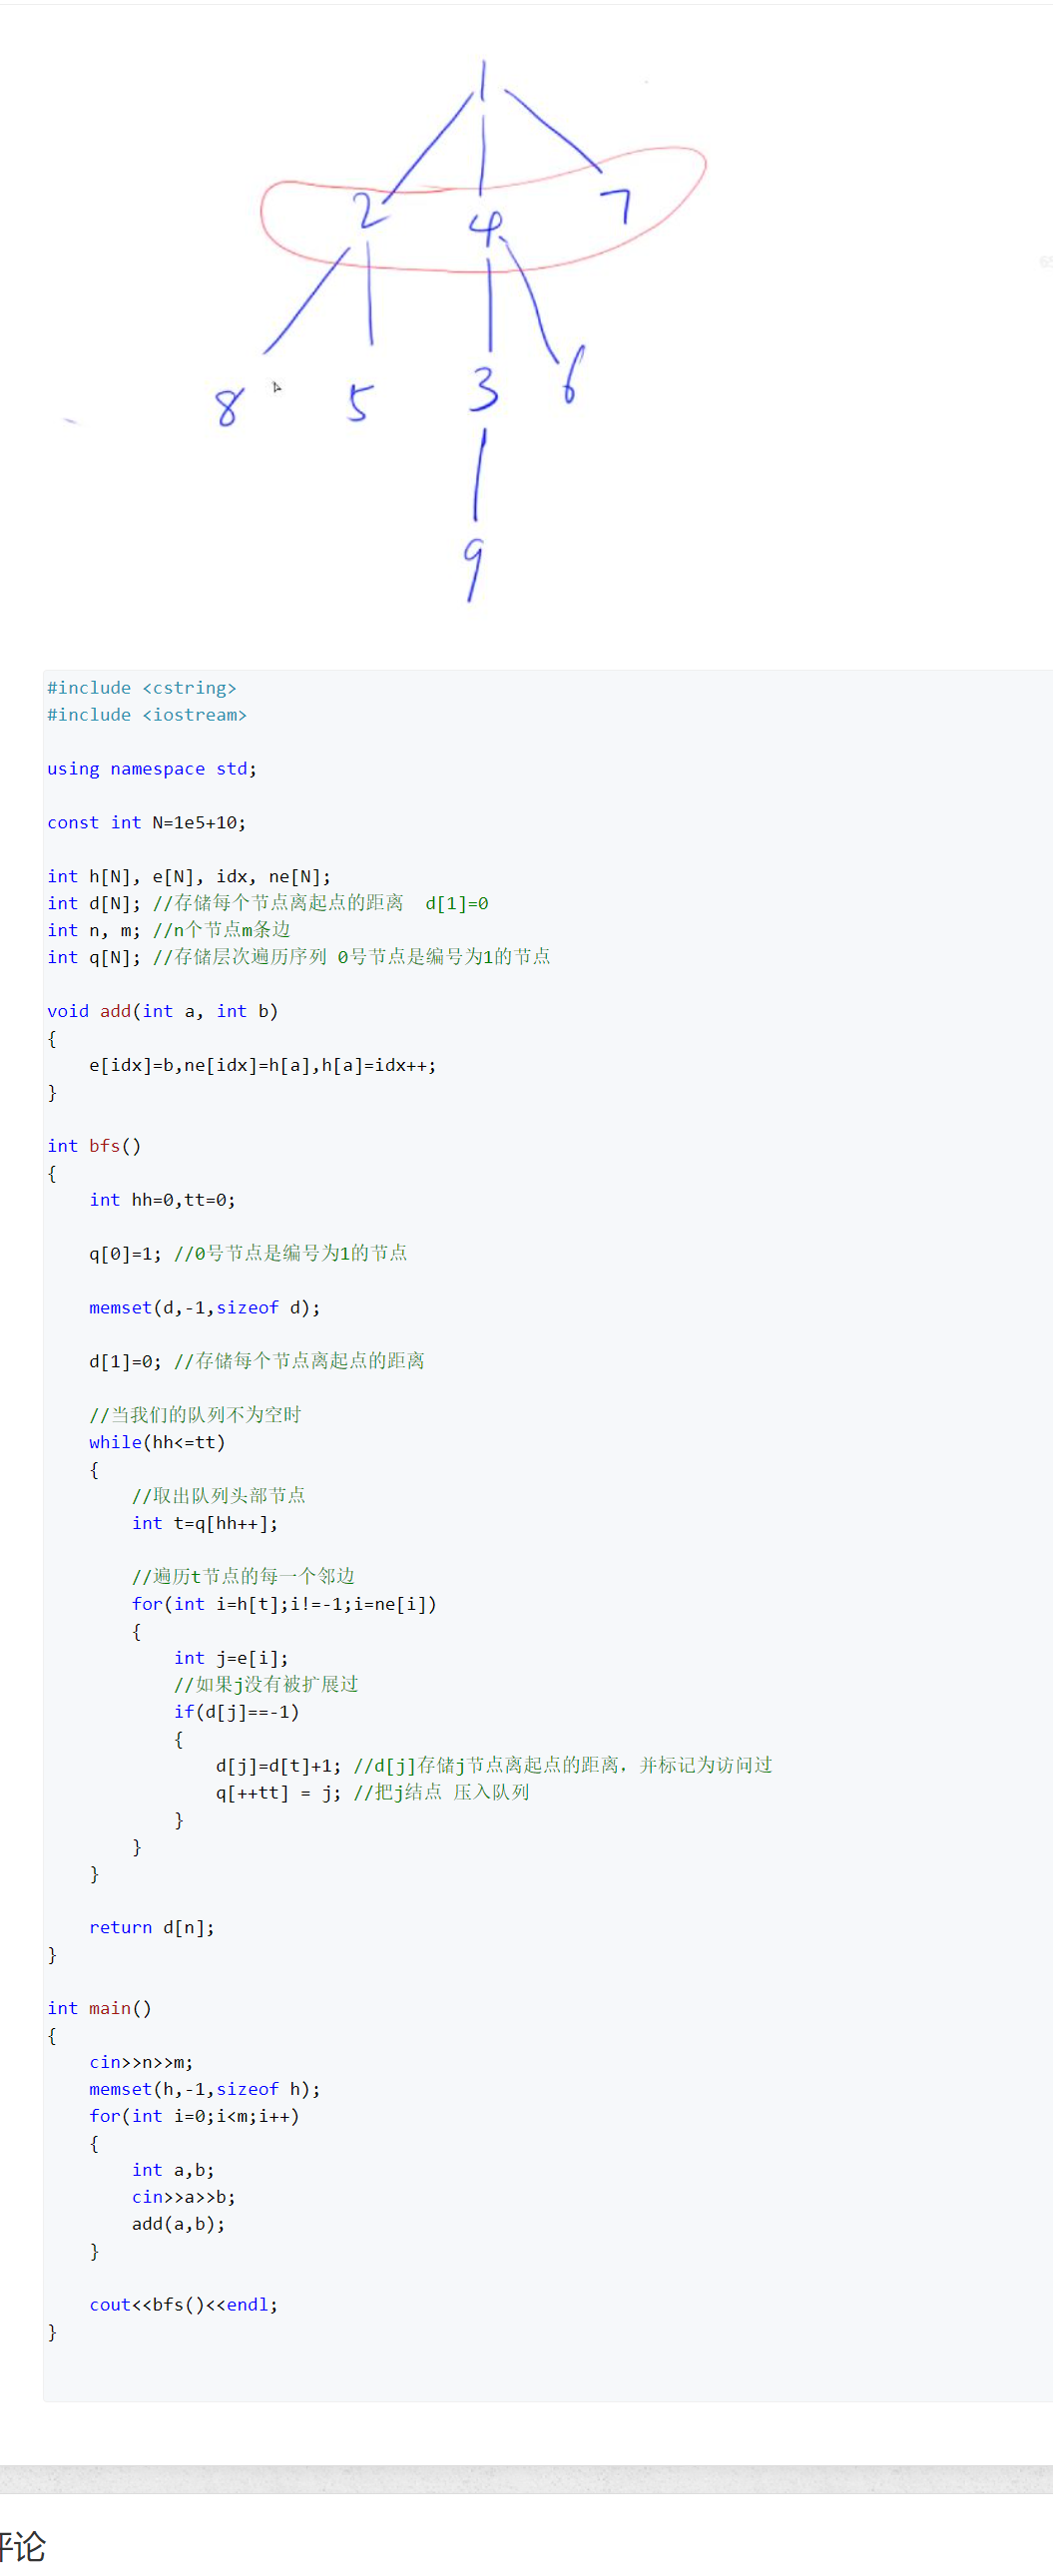 1
2 4 7
8 5 3 6
9
#include <cstring>
#include <iostream>
using namespace std;
const int N=1e5+10;
int h[N], e[N], idx, ne[N];
int d[N]; //存储每个节点离起点的距离  d[1]=0
int n, m; //n个节点m条边
int q[N]; //存储层次遍历序列 0号节点是编号为1的节点
void add(int a, int b)
{
    e[idx]=b,ne[idx]=h[a],h[a]=idx++;
}
int bfs()
{
    int hh=0,tt=0;
    q[0]=1; //0号节点是编号为1的节点
    memset(d,-1,sizeof d);
    d[1]=0; //存储每个节点离起点的距离
    //当我们的队列不为空时
    while(hh<=tt)
    {
        //取出队列头部节点
        int t=q[hh++];
        //遍历t节点的每一个邻边
        for(int i=h[t];i!=-1;i=ne[i])
        {
            int j=e[i];
            //如果j没有被扩展过
            if(d[j]==-1)
            {
                d[j]=d[t]+1; //d[j]存储j节点离起点的距离，并标记为访问过
                q[++tt] = j; //把j结点 压入队列
            }
        }
    }
    return d[n];
}
int main()
{
    cin>>n>>m;
    memset(h,-1,sizeof h);
    for(int i=0;i<m;i++)
    {
        int a,b;
        cin>>a>>b;
        add(a,b);
    }
    cout<<bfs()<<endl;
}
评论